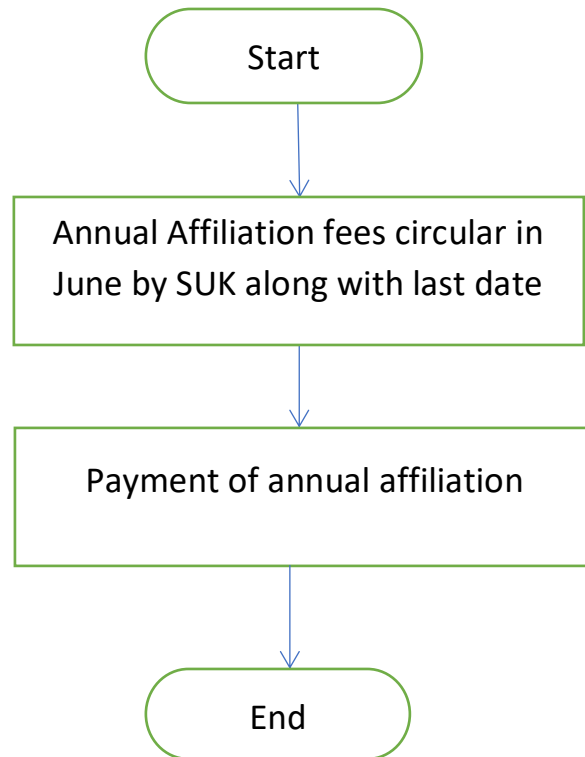 Start
Annual Affiliation fees circular in
June by SUK along with last date
Payment of annual affiliation
End